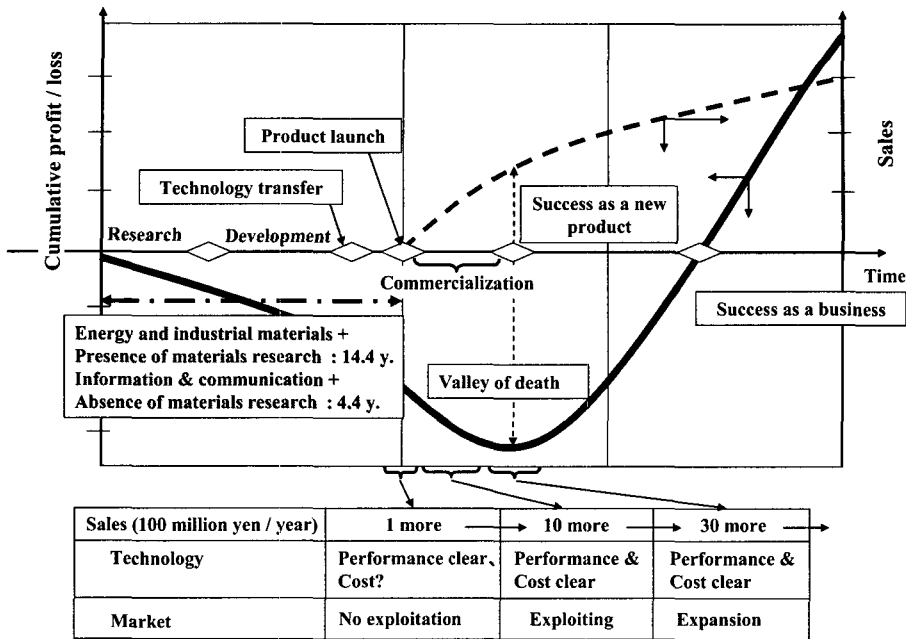 Cumulative profit / loss
Sales
Product launch
Technology transfer
Success as a new
product
Research
Development
Time
Commercialization
Success as a business
Energy and industrial materials +
Presence of materials research : 14.4 y.
Information & communication +
Absence of materials research : 4.4 y.
Valley of death
Sales (100 million yen / year) 1 more 10 more 30 more
Technology Performance clear、 Performance & Performance &
Cost? Cost clear Cost clear
Market No exploitation Exploiting Expansion